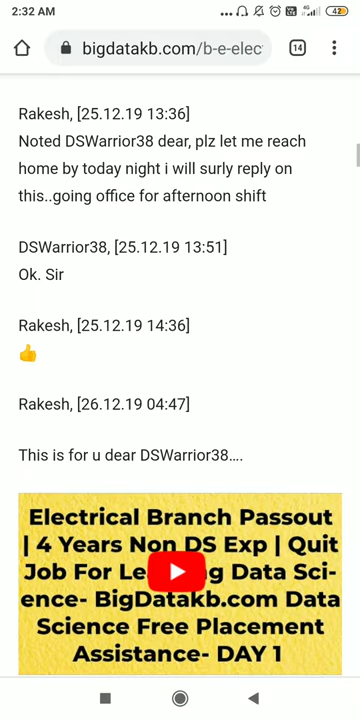 2:32 AM
42
bigdatakb.com/b-e-elec
14
Rakesh, [25.12.19 13:36]
Noted DSWarrior38 dear, plz let me reach
home by today night i will surly reply on
this..going office for afternoon shift
DSWarrior38, [25.12.19 13:51]
Ok. Sir
Rakesh, [25.12.19 14:36]
👍
Rakesh, [26.12.19 04:47]
This is for u dear DSWarrior38....
Electrical Branch Passout
| 4 Years Non DS Exp | Quit
Job For Le g Data Sci-
ence- BigDatakb.com Data
Science Free Placement
Assistance- DAY 1